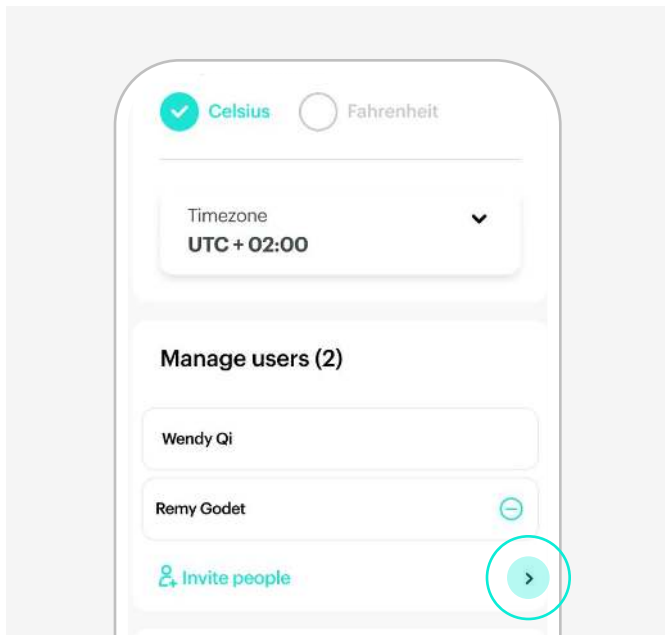 Celsius Fahrenheit
Timezone
UTC + 02:00
Manage users (2)
Wendy Qi
Remy Godet
Invite people